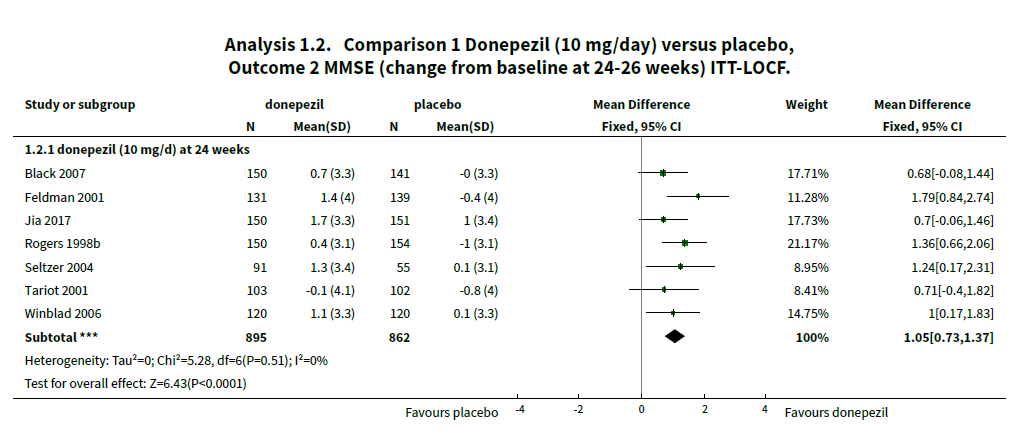 Analysis 1.2. Comparison 1 Donepezil (10 mg/day) versus placebo,
Outcome 2 MMSE (change from baseline at 24-26 weeks) ITT-LOCF.
Study or subgroup donepezil placebo Mean Difference Weight Mean Difference
N Mean(SD) N Mean(SD) Fixed, 95% CI Fixed, 95% CI
1.2.1 donepezil (10 mg/d) at 24 weeks
Black 2007 150 0.7 (3.3) 141 -0 (3.3) 17.71% 0.68[-0.08,1.44]
Feldman 2001 131 1.4 (4) 139 -0.4 (4) 11.28% 1.79[0.84,2.74]
Jia 2017 150 1.7 (3.3) 151 1 (3.4) 17.73% 0.7[-0.06,1.46]
Rogers 1998b 150 0.4 (3.1) 154 -1 (3.1) 21.17% 1.36[0.66,2.06]
Seltzer 2004 91 1.3 (3.4) 55 0.1 (3.1) 8.95% 1.24[0.17,2.31]
Tariot 2001 103 -0.1 (4.1) 102 -0.8 (4) 8.41% 0.71[-0.4,1.82]
Winblad 2006 120 1.1 (3.3) 120 0.1 (3.3) 14.75% 1[0.17,1.83]
Subtotal *** 895 862 100% 1.05[0.73,1.37]
Heterogeneity: Tau²=0; Chi²=5.28, df=6(P=0.51); I²=0%
Test for overall effect: Z=6.43(P<0.0001)
Favours placebo -4 -2 0 2 4 Favours donepezil